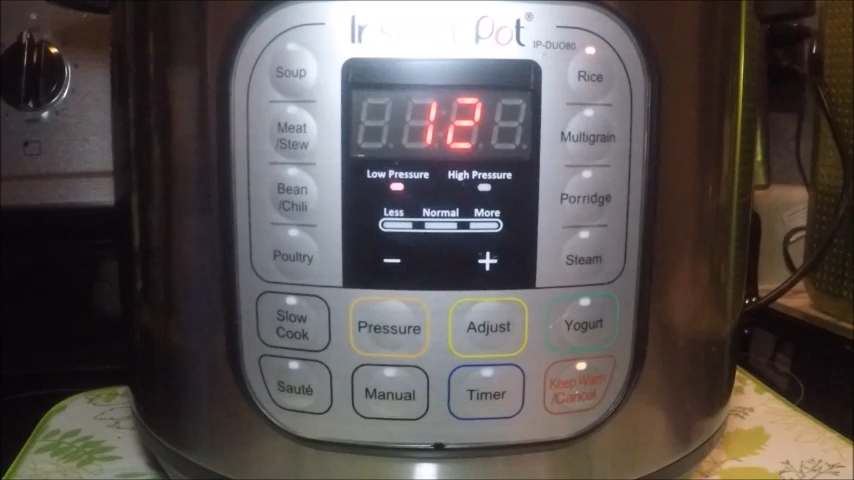 Pot®
IP-DUO80
Soup
Rice
12
Meat
/Stew
Multigrain
Low Pressure High Pressure
Bean
/Chili
Porridge
Less Normal More
Poultry
− +
Steam
Slow
Cook
Pressure
Adjust
Yogurt
Sauté
Manual
Timer
Keep Warm
/Cancel